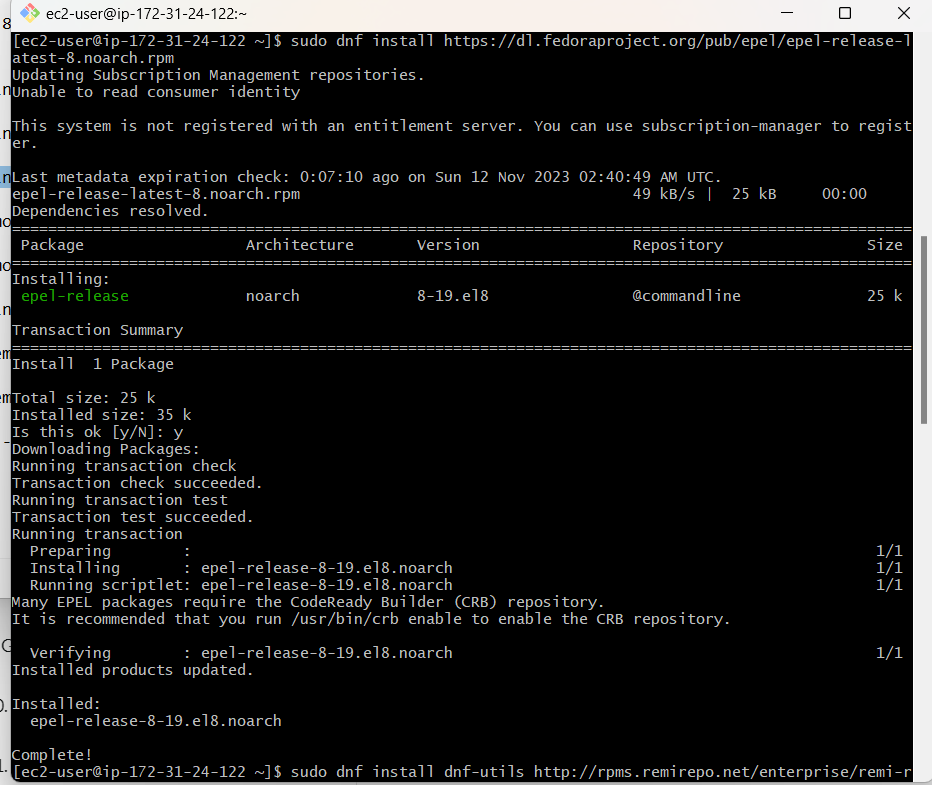 ec2-user@ip-172-31-24-122:~
[ec2-user@ip-172-31-24-122 ~]$ sudo dnf install https://dl.fedoraproject.org/pub/epel/epel-release-l
atest-8.noarch.rpm
Updating Subscription Management repositories.
Unable to read consumer identity
This system is not registered with an entitlement server. You can use subscription-manager to regist
er.
Last metadata expiration check: 0:07:10 ago on Sun 12 Nov 2023 02:40:49 AM UTC.
epel-release-latest-8.noarch.rpm 49 kB/s | 25 kB 00:00
Dependencies resolved.
====================================================================================================
Package Architecture Version Repository Size
====================================================================================================
Installing:
epel-release noarch 8-19.el8 @commandline 25 k
Transaction Summary
====================================================================================================
Install 1 Package
Total size: 25 k
Installed size: 35 k
Is this ok [y/N]: y
Downloading Packages:
Running transaction check
Transaction check succeeded.
Running transaction test
Transaction test succeeded.
Running transaction
Preparing : 1/1
Installing : epel-release-8-19.el8.noarch 1/1
Running scriptlet: epel-release-8-19.el8.noarch 1/1
Many EPEL packages require the CodeReady Builder (CRB) repository.
It is recommended that you run /usr/bin/crb enable to enable the CRB repository.
Verifying : epel-release-8-19.el8.noarch 1/1
Installed products updated.
Installed:
epel-release-8-19.el8.noarch
Complete!
[ec2-user@ip-172-31-24-122 ~]$ sudo dnf install dnf-utils http://rpms.remirepo.net/enterprise/remi-r